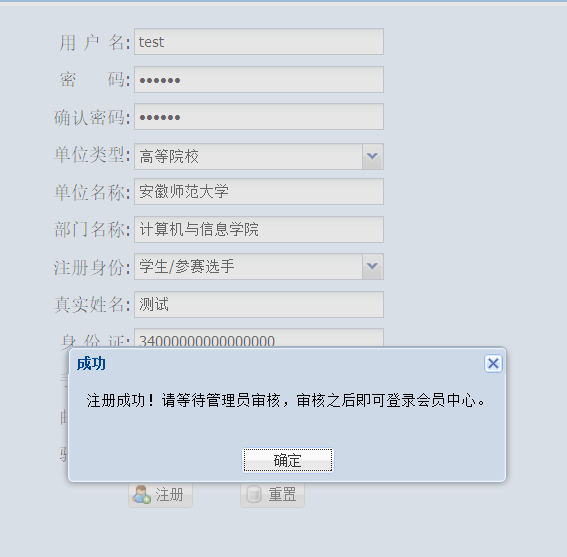 用 户 名: test
密 码: ••••••
确认密码: ••••••
单位类型: 高等院校
单位名称: 安徽师范大学
部门名称: 计算机与信息学院
注册身份: 学生/参赛选手
真实姓名: 测试
身 份 证: 34000000000000000
成功
注册成功！请等待管理员审核，审核之后即可登录会员中心。
确定
注册 重置